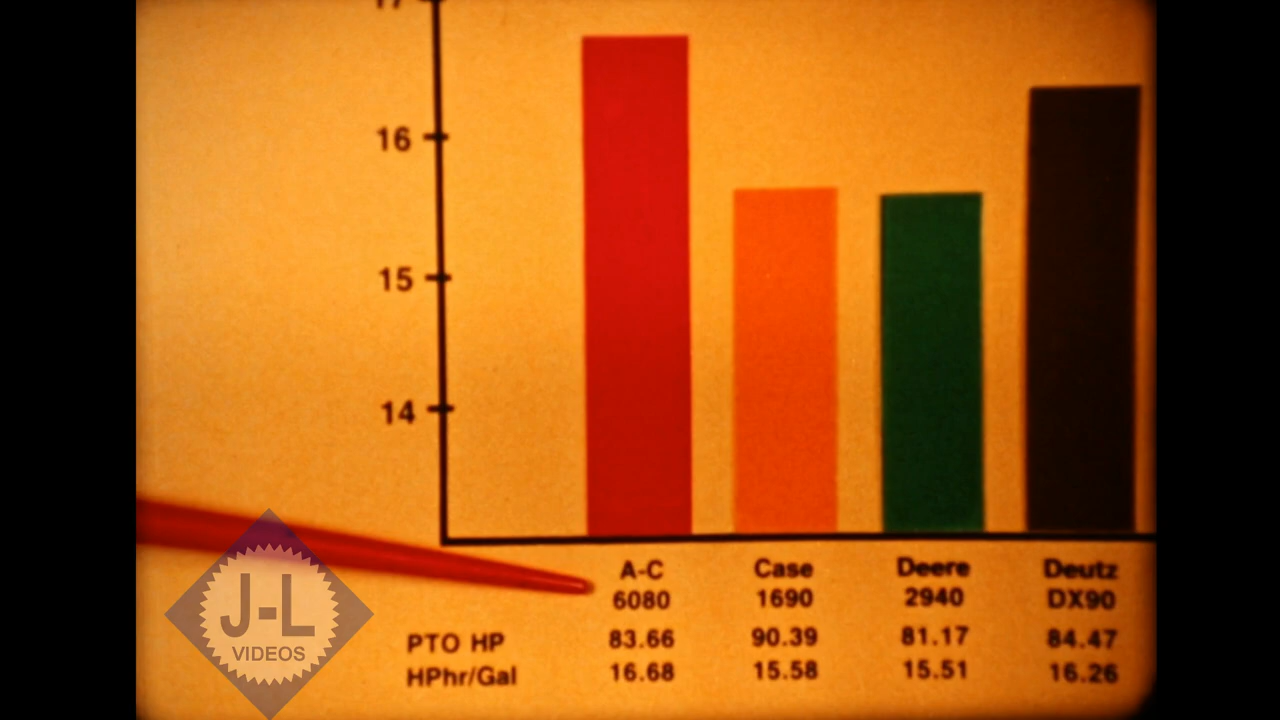 17
16
15
14
A-C Case Deere Deutz
6080 1690 2940 DX90
PTO HP 83.66 90.39 81.17 84.47
HPhr/Gal 16.68 15.58 15.51 16.26
J-L
VIDEOS